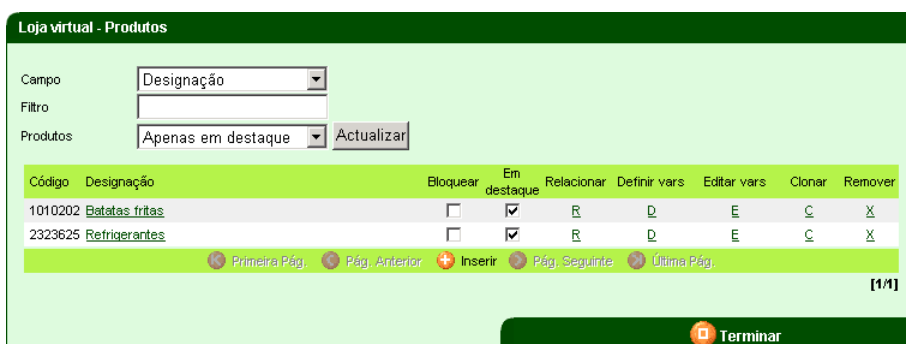 Loja virtual - Produtos
Campo Designação
Filtro
Produtos Apenas em destaque Actualizar
Código Designação Bloquear Em destaque Relacionar Definir vars Editar vars Clonar Remover
1010202 Batatas fritas R D E C X
2323625 Refrigerantes R D E C X
Primeira Pág. Pág. Anterior Inserir Pág. Seguinte Última Pág.
[1/1]
Terminar